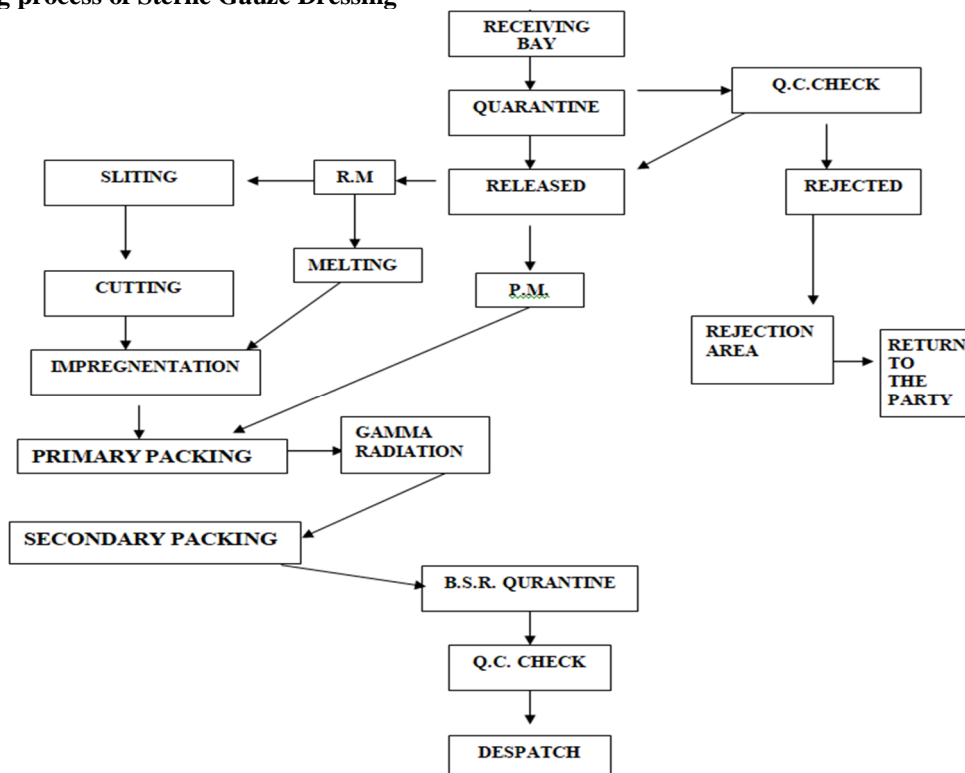 g process of Sterile Gauze Dressing
RECEIVING
BAY
Q.C.CHECK
QUARANTINE
SLITING
R.M
RELEASED
REJECTED
MELTING
CUTTING
P.M.
REJECTION
AREA
RETURN
TO
THE
PARTY
IMPREGNENTATION
GAMMA
RADIATION
PRIMARY PACKING
SECONDARY PACKING
B.S.R. QURANTINE
Q.C. CHECK
DESPATCH